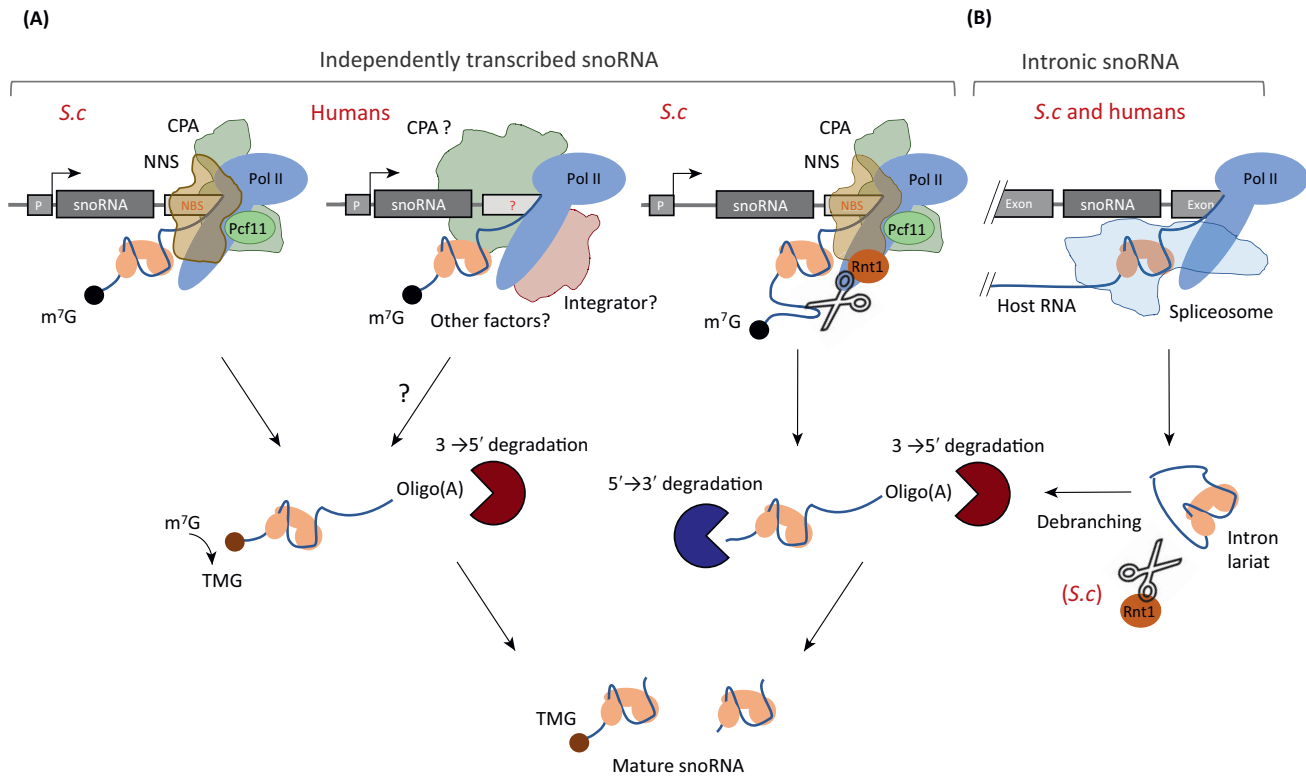 (A)
(B)
Independently transcribed snoRNA
Intronic snoRNA
S.c
Humans
S.c
S.c and humans
CPA
NNS
Pol II
P
snoRNA
NBS
Pcf11
m⁷G
CPA ?
Pol II
P
snoRNA
?
m⁷G
Other factors?
Integrator?
CPA
NNS
Pol II
P
snoRNA
NBS
Pcf11
Rnt1
m⁷G
Pol II
Exon
snoRNA
Exon
Host RNA
Spliceosome
?
3 →5′ degradation
Oligo(A)
m⁷G
TMG
5′→3′ degradation
3 →5′ degradation
Oligo(A)
Debranching
Intron
lariat
(S.c)
Rnt1
TMG
Mature snoRNA